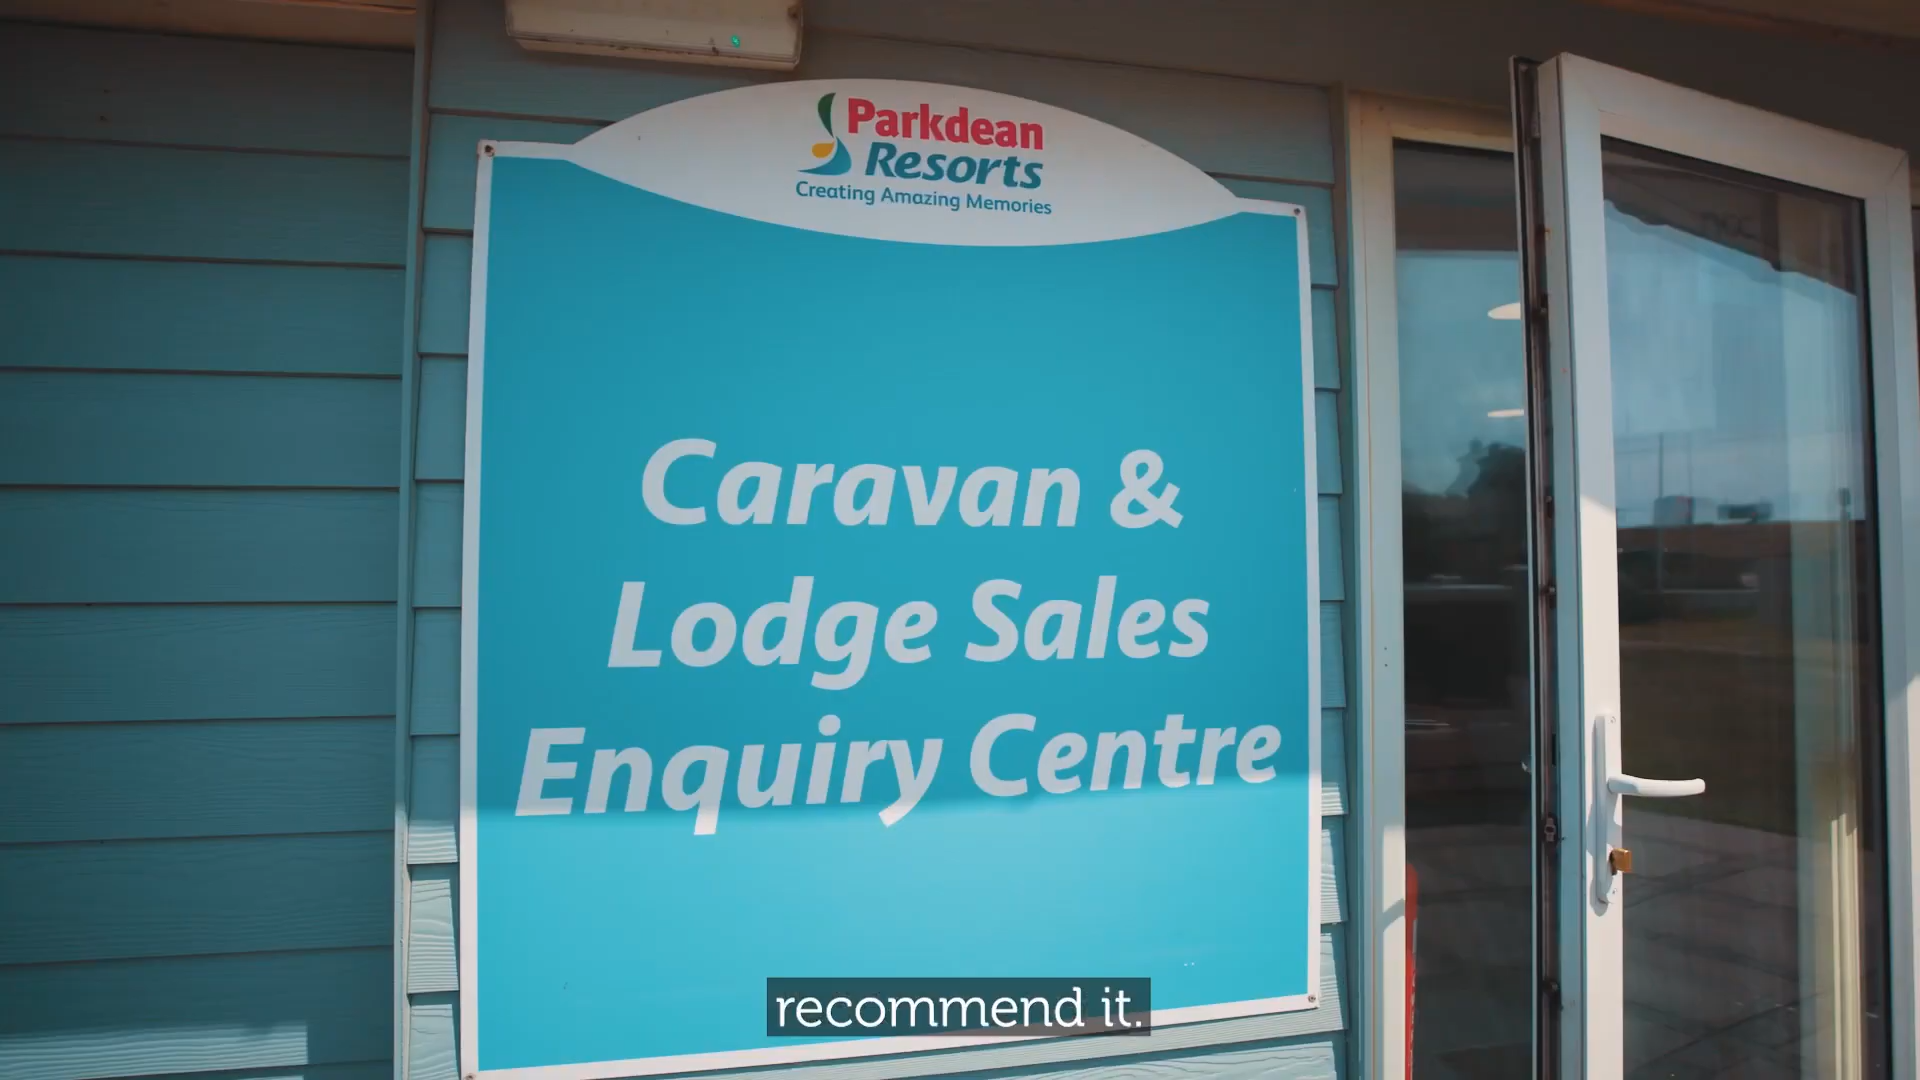 Parkdean
Resorts
Creating Amazing Memories
Caravan &
Lodge Sales
Enquiry Centre
recommend it.